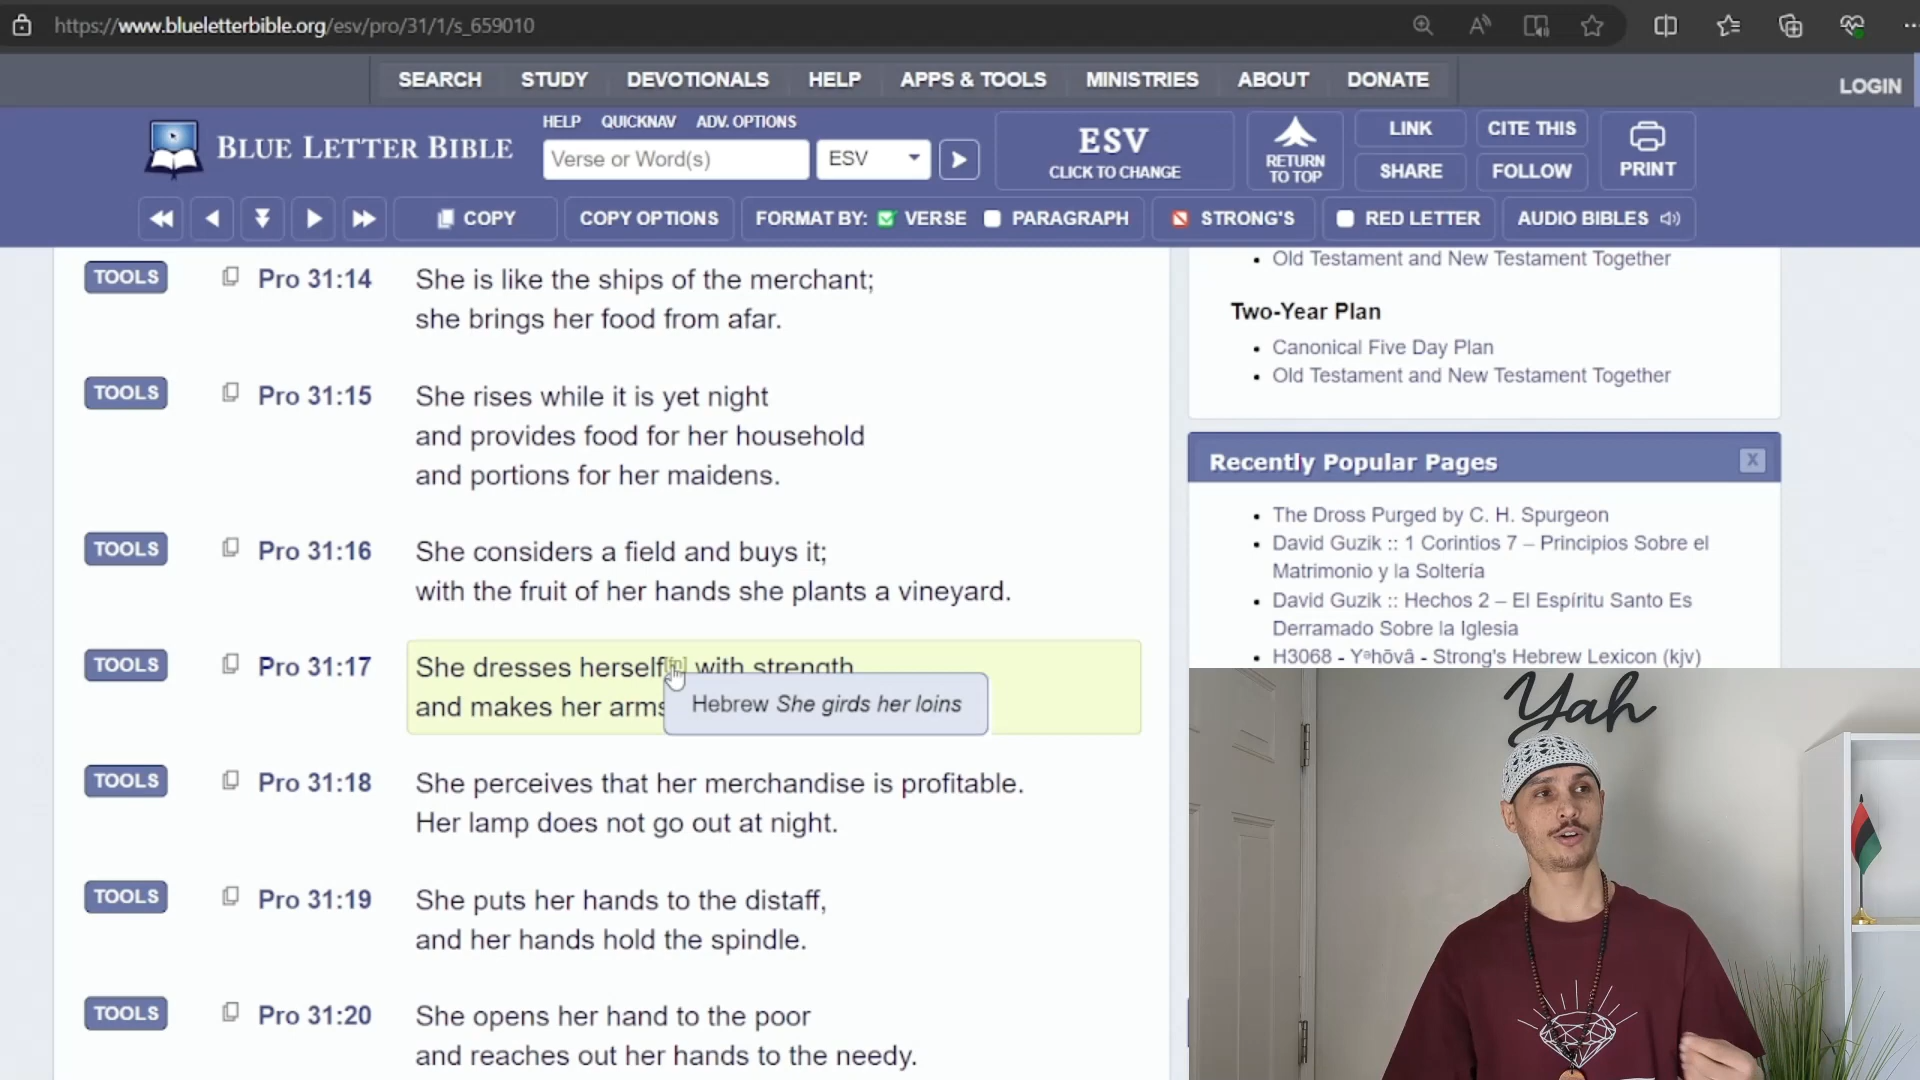 https://www.blueletterbible.org/esv/pro/31/1/s_659010
SEARCH STUDY DEVOTIONALS HELP APPS & TOOLS MINISTRIES ABOUT DONATE
LOGIN
BLUE LETTER BIBLE
HELP QUICKNAV ADV. OPTIONS
Verse or Word(s)
ESV
ESV
CLICK TO CHANGE
RETURN
TO TOP
LINK
CITE THIS
SHARE
FOLLOW
PRINT
COPY
COPY OPTIONS
FORMAT BY: VERSE PARAGRAPH
STRONG'S
RED LETTER
AUDIO BIBLES
TOOLS Pro 31:14 She is like the ships of the merchant;
she brings her food from afar.
TOOLS Pro 31:15 She rises while it is yet night
and provides food for her household
and portions for her maidens.
TOOLS Pro 31:16 She considers a field and buys it;
with the fruit of her hands she plants a vineyard.
TOOLS Pro 31:17 She dresses herself[fn] with strength
and makes her arms
Hebrew She girds her loins
TOOLS Pro 31:18 She perceives that her merchandise is profitable.
Her lamp does not go out at night.
TOOLS Pro 31:19 She puts her hands to the distaff,
and her hands hold the spindle.
TOOLS Pro 31:20 She opens her hand to the poor
and reaches out her hands to the needy.
Old Testament and New Testament Together
Two-Year Plan
Canonical Five Day Plan
Old Testament and New Testament Together
Recently Popular Pages
X
The Dross Purged by C. H. Spurgeon
David Guzik :: 1 Corintios 7 – Principios Sobre el
Matrimonio y la Soltería
David Guzik :: Hechos 2 – El Espíritu Santo Es
Derramado Sobre la Iglesia
H3068 - Yᵊhōvâ - Strong's Hebrew Lexicon (kjv)
Yah